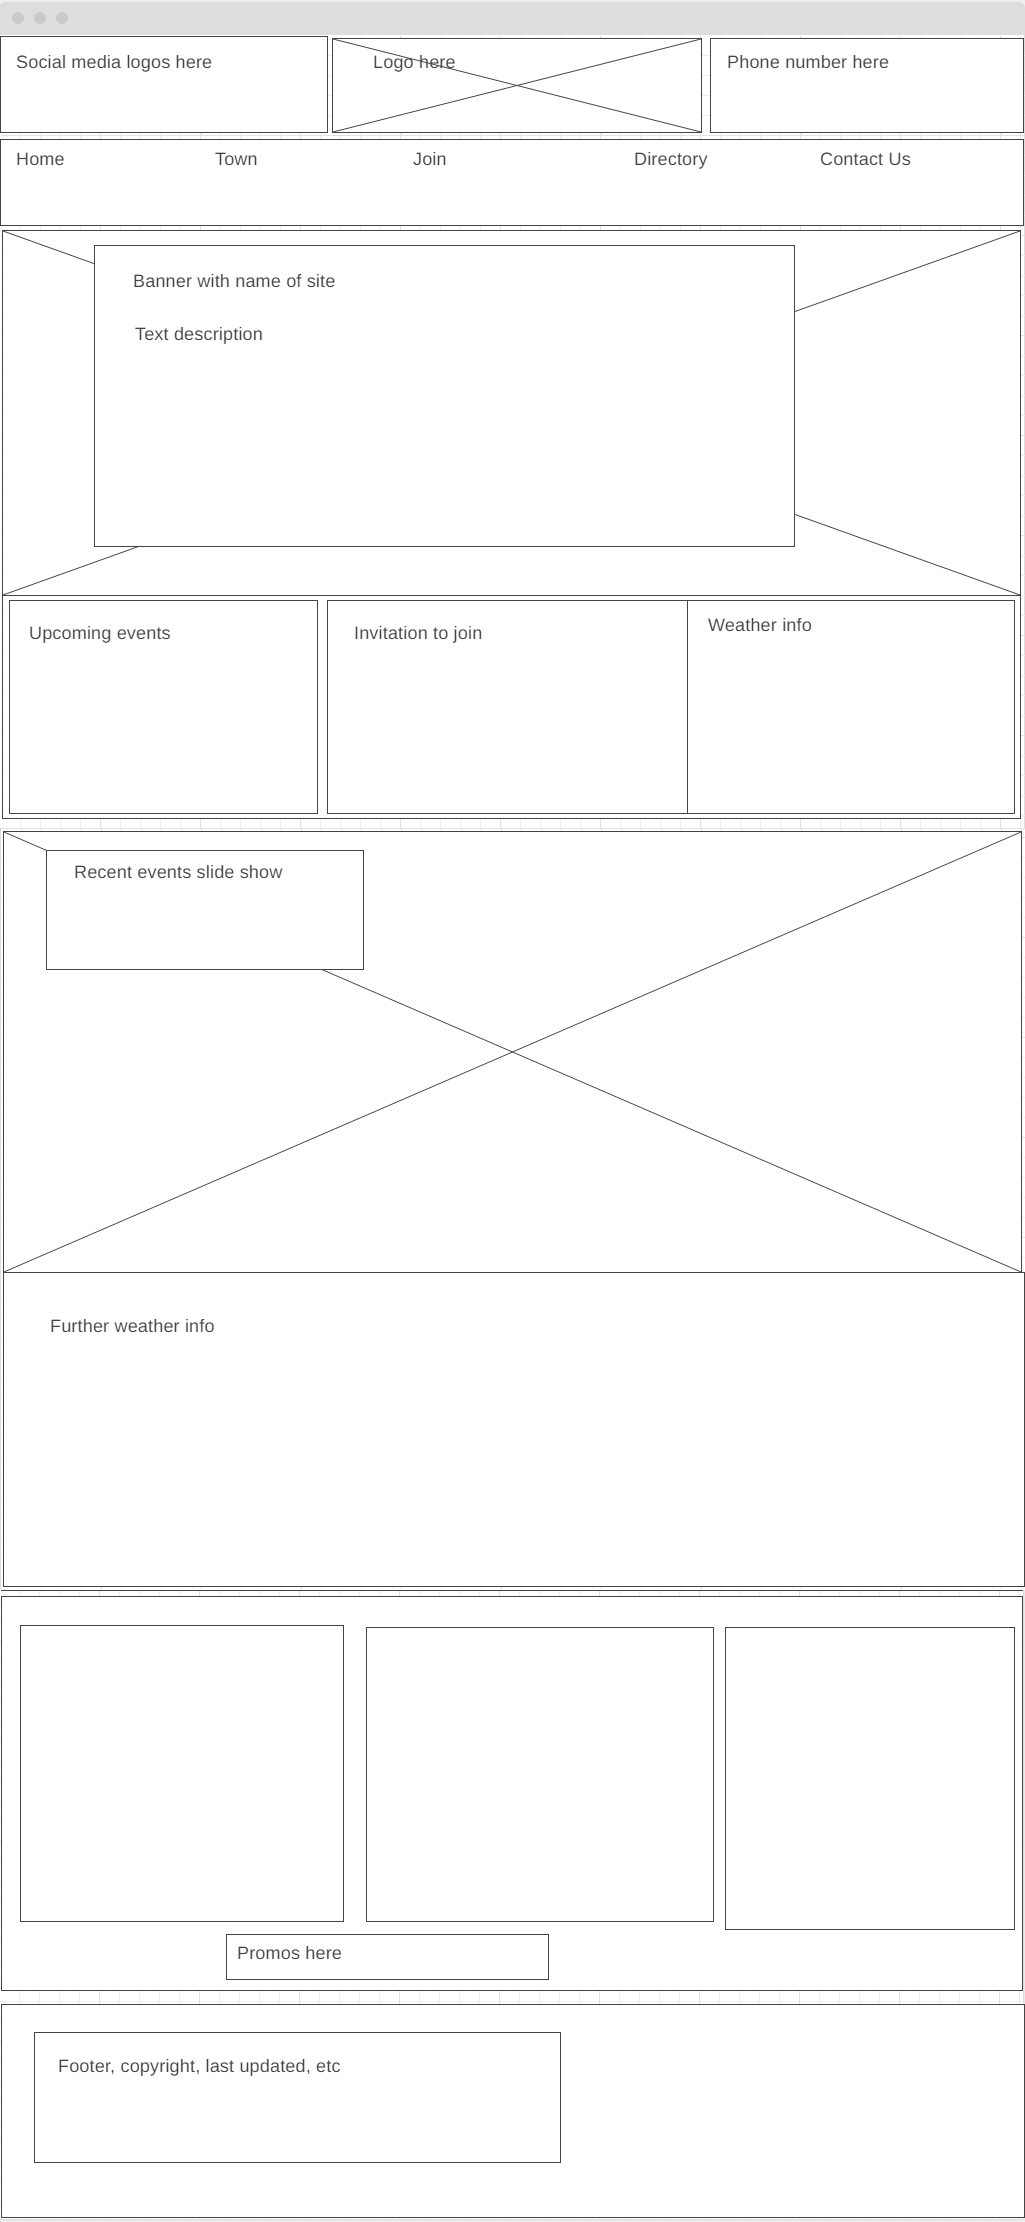 Social media logos here
Logo here
Phone number here
Home
Town
Join
Directory
Contact Us
Banner with name of site
Text description
Upcoming events
Invitation to join
Weather info
Recent events slide show
Further weather info
Promos here
Footer, copyright, last updated, etc